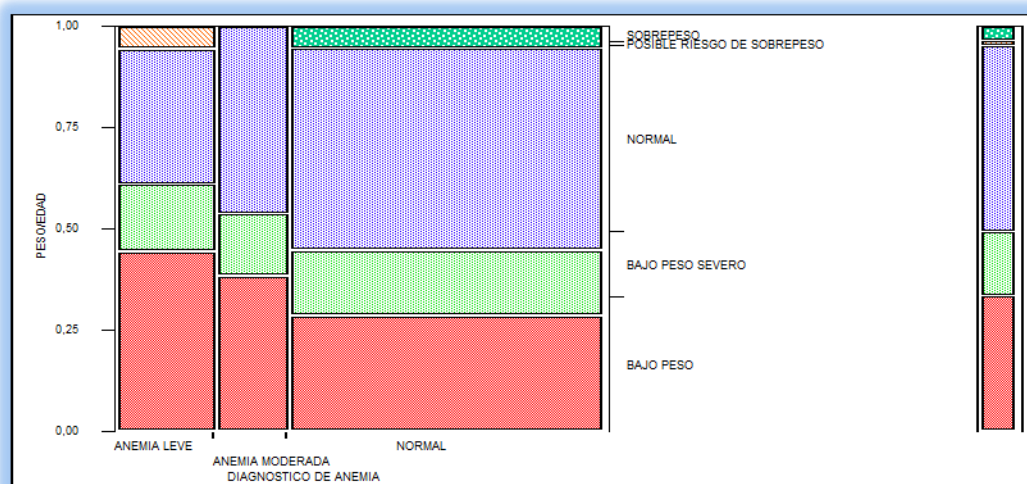 1,00
0,75
0,50
0,25
0,00
PESO/EDAD
SOBREPESO
POSIBLE RIESGO DE SOBREPESO
NORMAL
BAJO PESO SEVERO
BAJO PESO
ANEMIA LEVE
NORMAL
ANEMIA MODERADA
DIAGNOSTICO DE ANEMIA